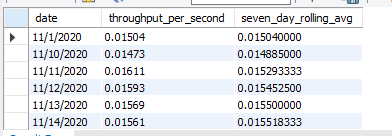 date throughput_per_second seven_day_rolling_avg
11/1/2020 0.01504 0.015040000
11/10/2020 0.01473 0.014885000
11/11/2020 0.01611 0.015293333
11/12/2020 0.01593 0.015452500
11/13/2020 0.01569 0.015500000
11/14/2020 0.01561 0.015518333